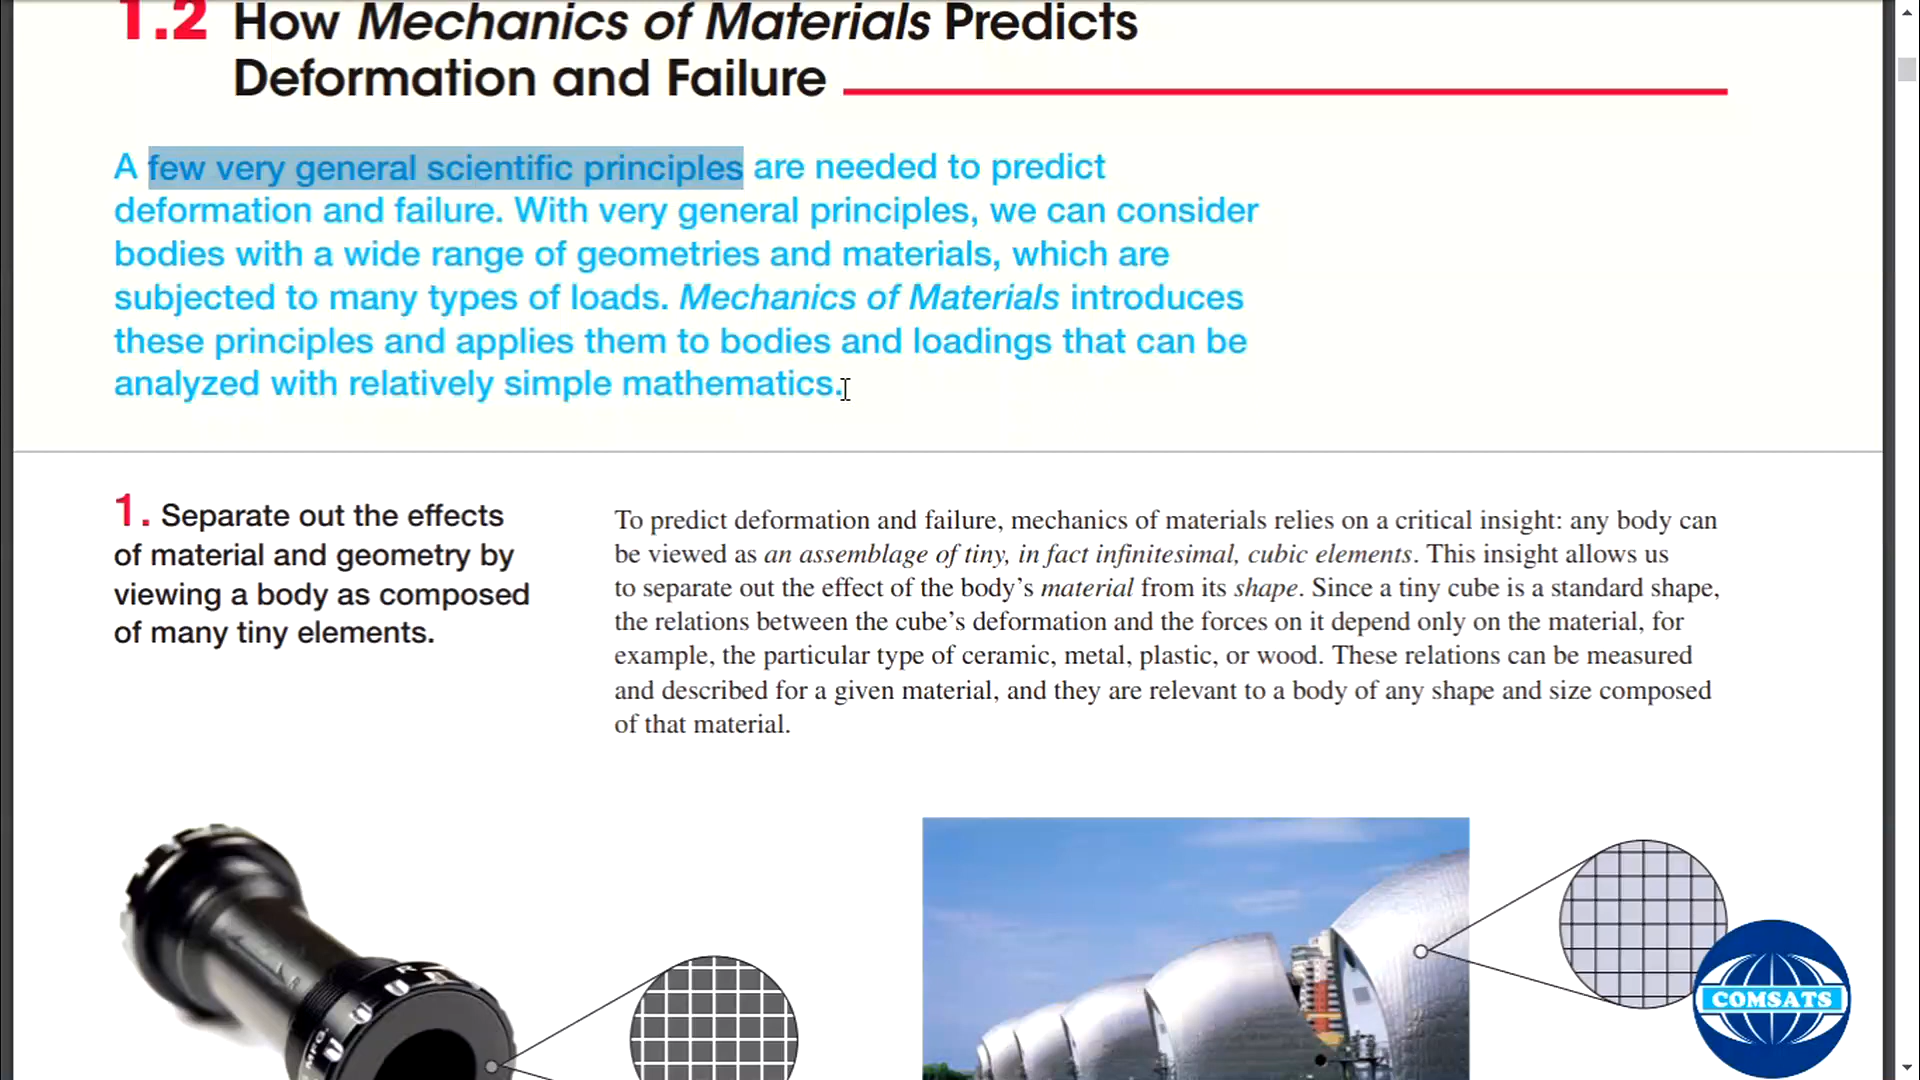 1.2 How Mechanics of Materials Predicts
Deformation and Failure
A few very general scientific principles are needed to predict
deformation and failure. With very general principles, we can consider
bodies with a wide range of geometries and materials, which are
subjected to many types of loads. Mechanics of Materials introduces
these principles and applies them to bodies and loadings that can be
analyzed with relatively simple mathematics.
1. Separate out the effects
of material and geometry by
viewing a body as composed
of many tiny elements.
To predict deformation and failure, mechanics of materials relies on a critical insight: any body can
be viewed as an assemblage of tiny, in fact infinitesimal, cubic elements. This insight allows us
to separate out the effect of the body's material from its shape. Since a tiny cube is a standard shape,
the relations between the cube's deformation and the forces on it depend only on the material, for
example, the particular type of ceramic, metal, plastic, or wood. These relations can be measured
and described for a given material, and they are relevant to a body of any shape and size composed
of that material.
COMSATS